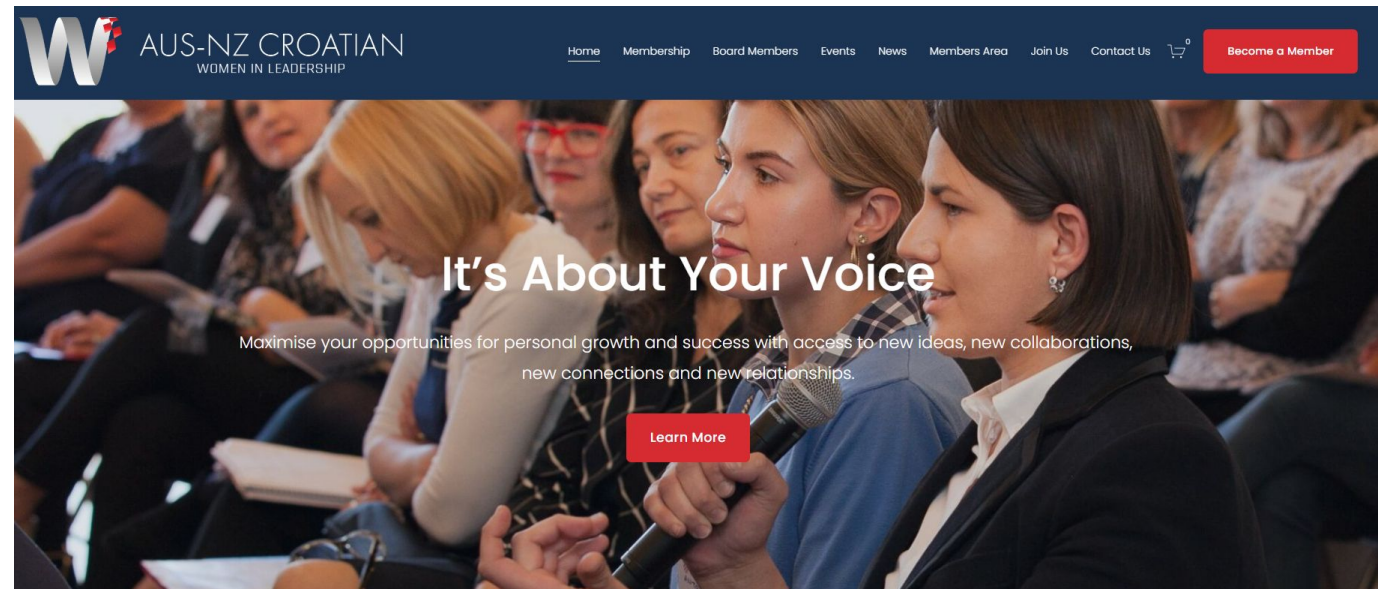 AUS-NZ CROATIAN
WOMEN IN LEADERSHIP
Home Membership Board Members Events News Members Area Join Us Contact Us 0 Become a Member
It's About Your Voice
Maximise your opportunities for personal growth and success with access to new ideas, new collaborations,
new connections and new relationships.
Learn More